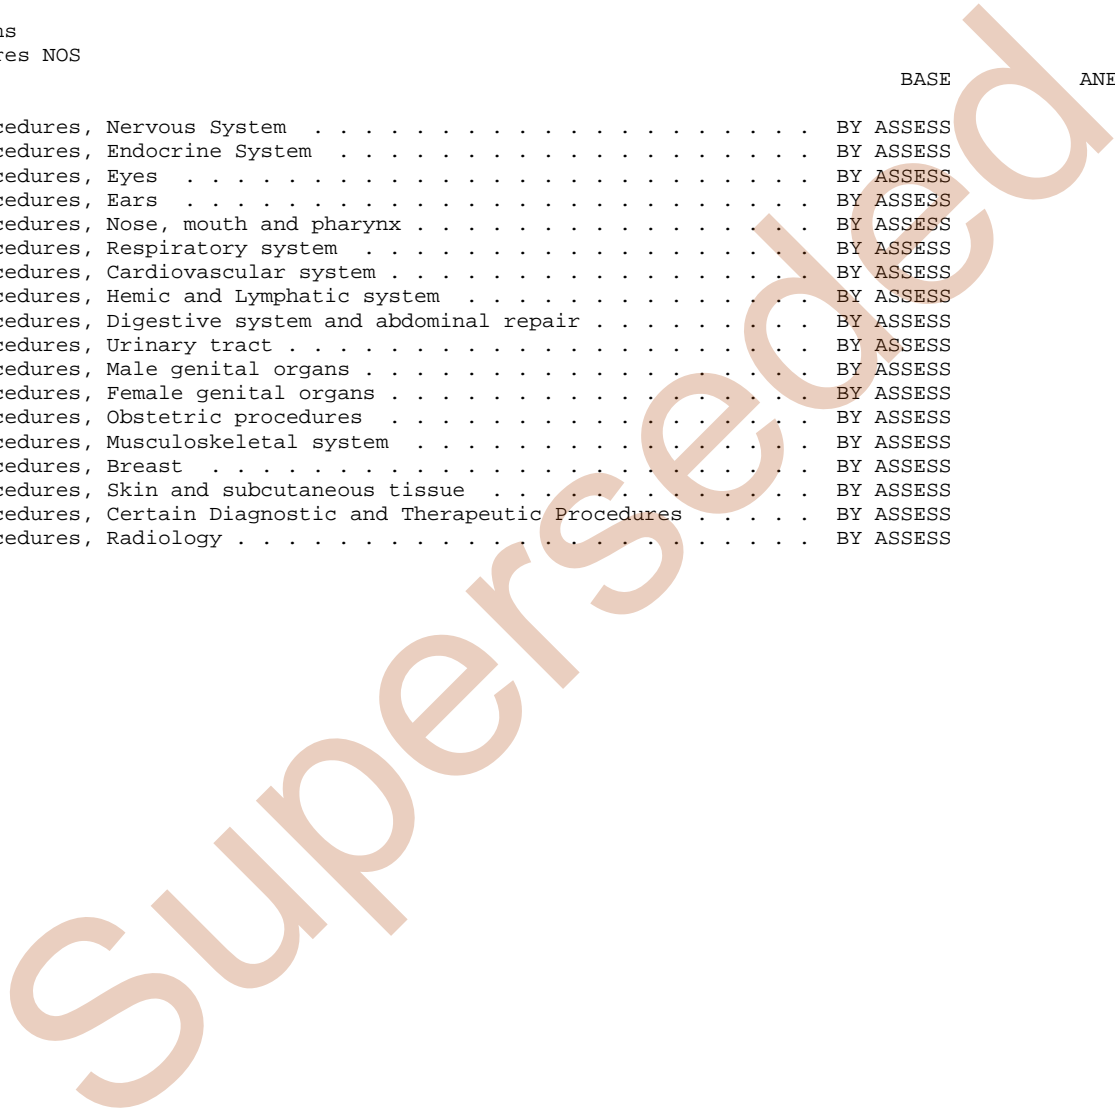 ns
res NOS
BASE ANE
cedures, Nervous System . . . . . . . . . . . . . . . . . . . . BY ASSESS
cedures, Endocrine System . . . . . . . . . . . . . . . . . . . BY ASSESS
cedures, Eyes . . . . . . . . . . . . . . . . . . . . . . . . . BY ASSESS
cedures, Ears . . . . . . . . . . . . . . . . . . . . . . . . . BY ASSESS
cedures, Nose, mouth and pharynx . . . . . . . . . . . . . . . . BY ASSESS
cedures, Respiratory system . . . . . . . . . . . . . . . . . . BY ASSESS
cedures, Cardiovascular system . . . . . . . . . . . . . . . . . BY ASSESS
cedures, Hemic and Lymphatic system . . . . . . . . . . . . . . BY ASSESS
cedures, Digestive system and abdominal repair . . . . . . . . . BY ASSESS
cedures, Urinary tract . . . . . . . . . . . . . . . . . . . . . BY ASSESS
cedures, Male genital organs . . . . . . . . . . . . . . . . . . BY ASSESS
cedures, Female genital organs . . . . . . . . . . . . . . . . . BY ASSESS
cedures, Obstetric procedures . . . . . . . . . . . . . . . . . BY ASSESS
cedures, Musculoskeletal system . . . . . . . . . . . . . . . . BY ASSESS
cedures, Breast . . . . . . . . . . . . . . . . . . . . . . . . BY ASSESS
cedures, Skin and subcutaneous tissue . . . . . . . . . . . . . BY ASSESS
cedures, Certain Diagnostic and Therapeutic Procedures . . . . . BY ASSESS
cedures, Radiology . . . . . . . . . . . . . . . . . . . . . . . BY ASSESS
Superseded